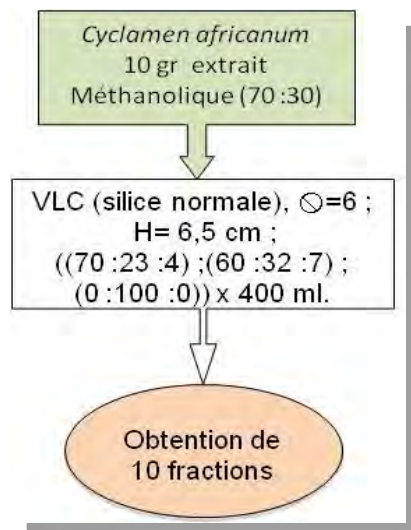 Cyclamen africanum
10 gr extrait
Méthanolique (70 :30)
VLC (silice normale), ⦸=6 ;
H= 6,5 cm ;
((70 :23 :4) ;(60 :32 :7) ;
(0 :100 :0)) x 400 ml.
Obtention de
10 fractions